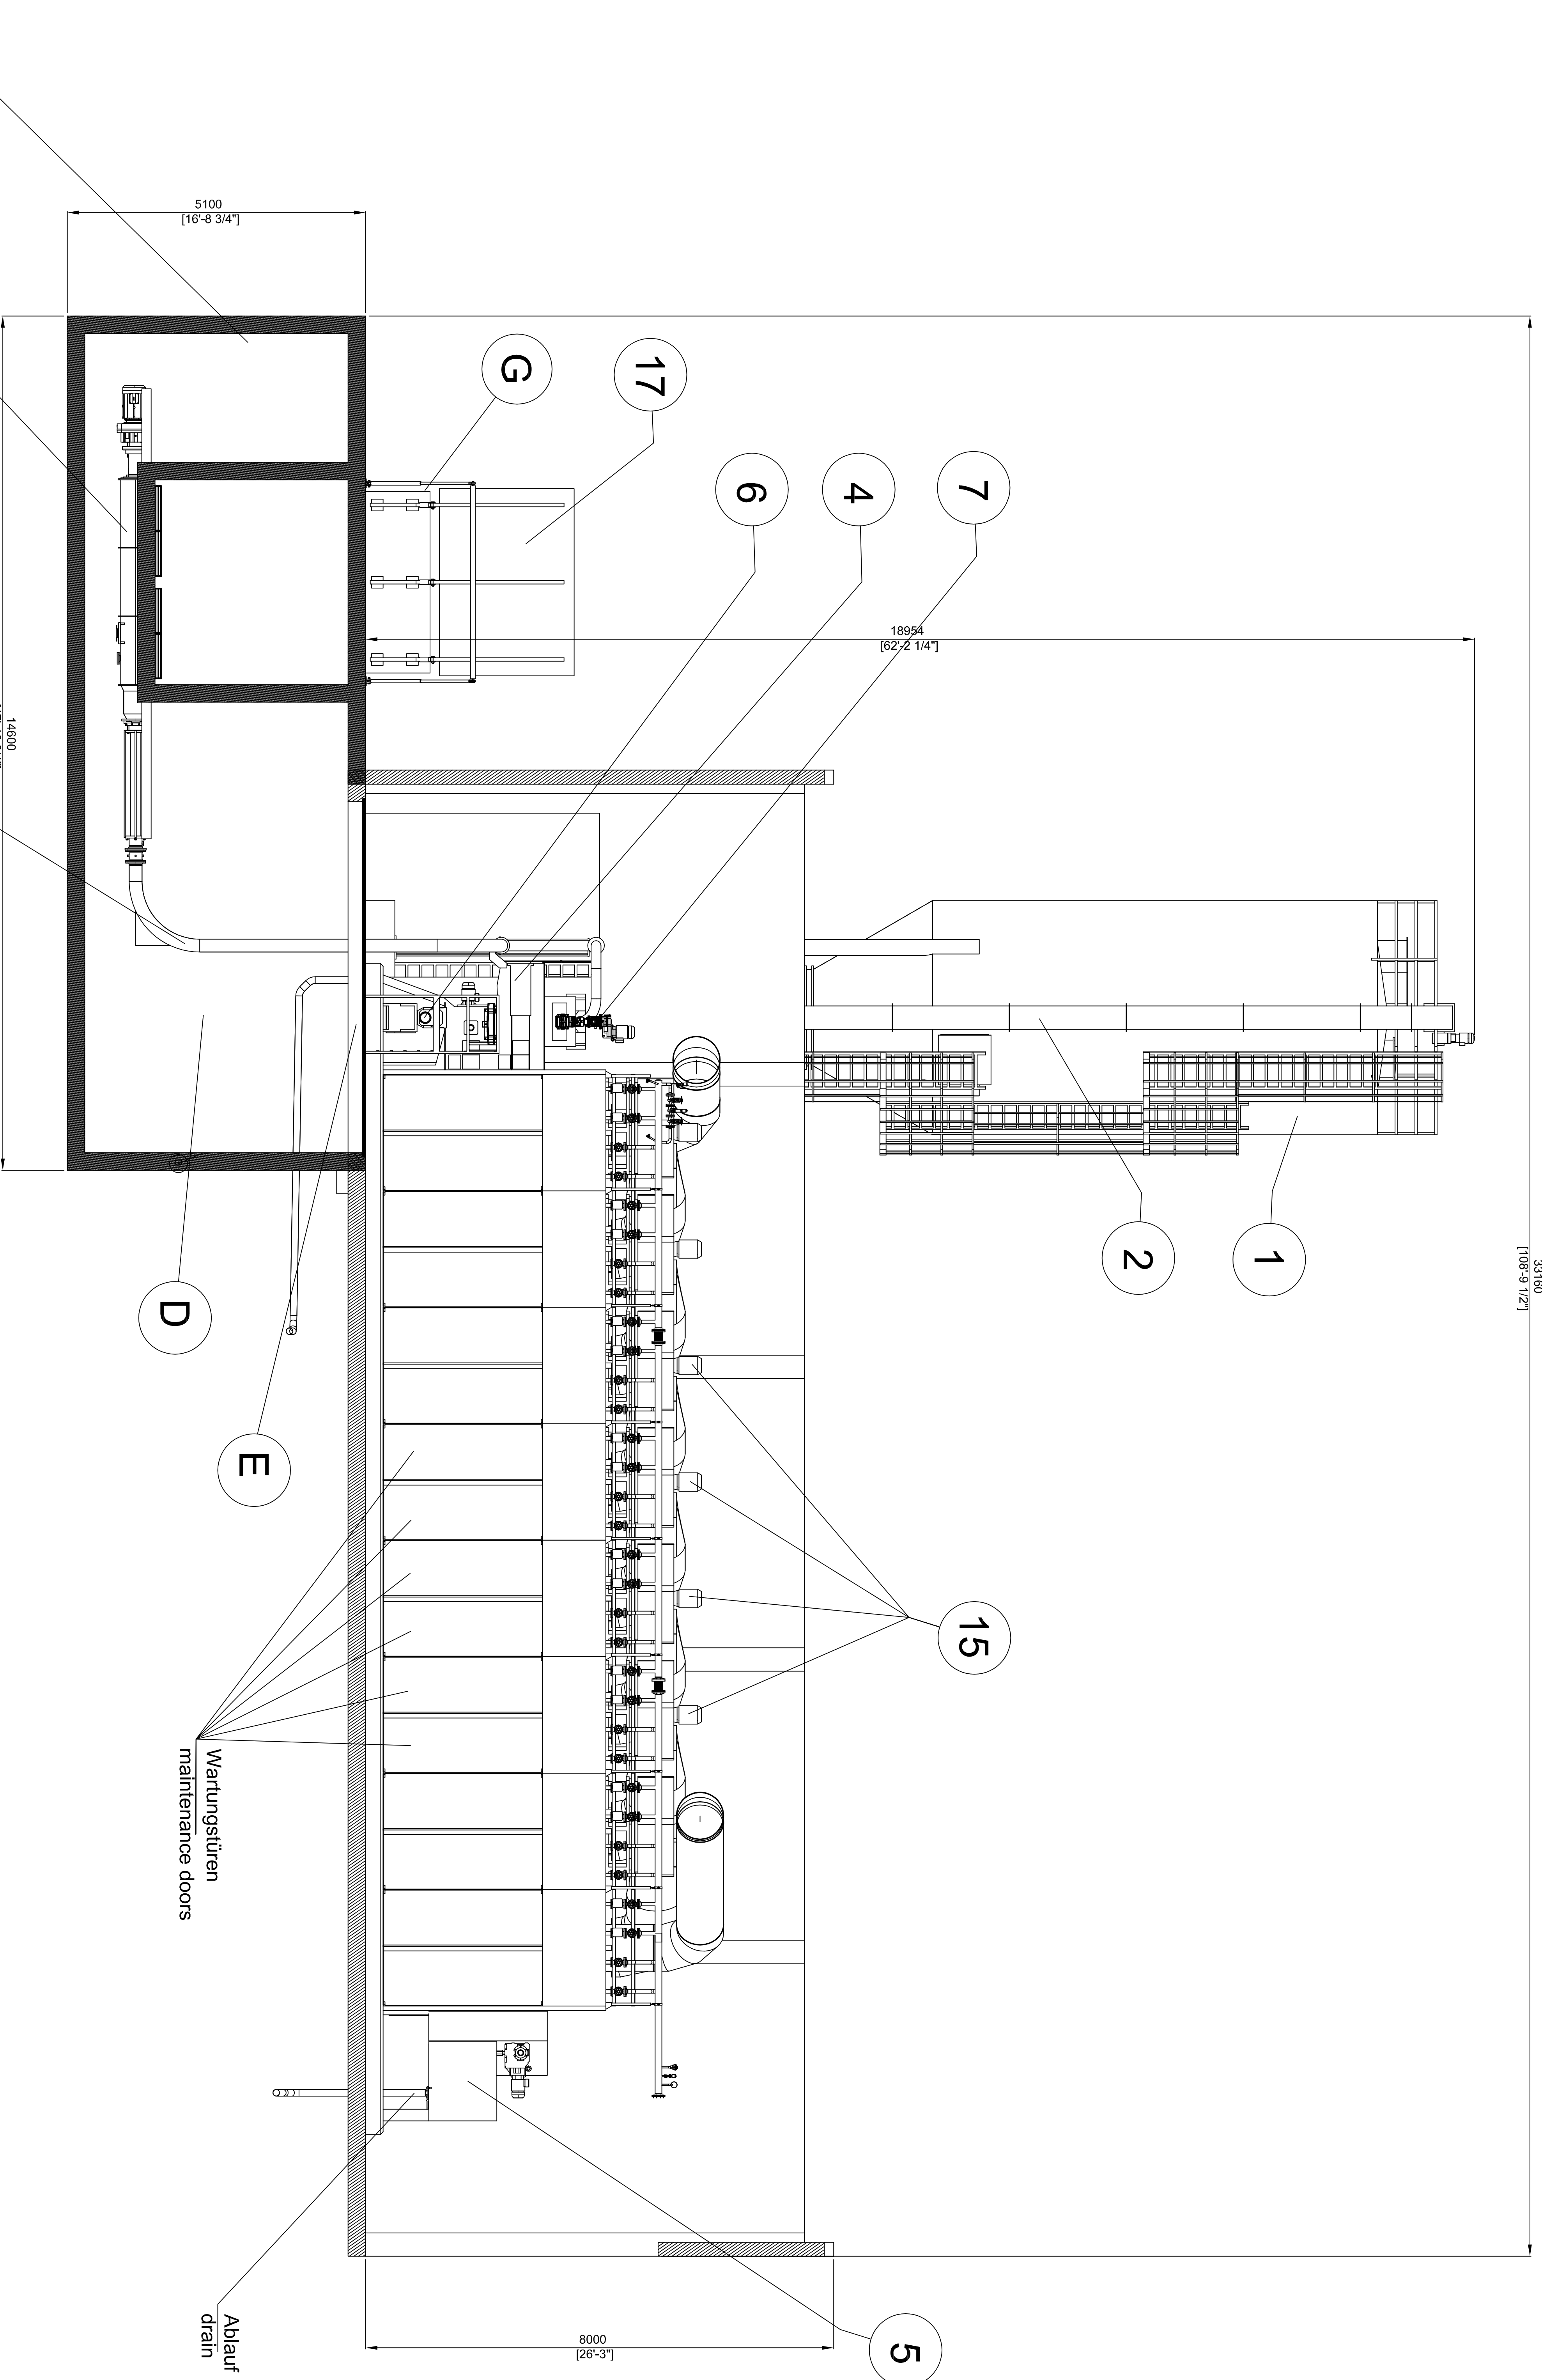 33160
[108'-9 1/2"]
1
2
18954
[62'-2 1/4"]
7
4
6
17
G
15
5
8000
[26'-3"]
5100
[16'-8 3/4"]
E
D
Wartungstüren
maintenance doors
Ablauf
drain
14600